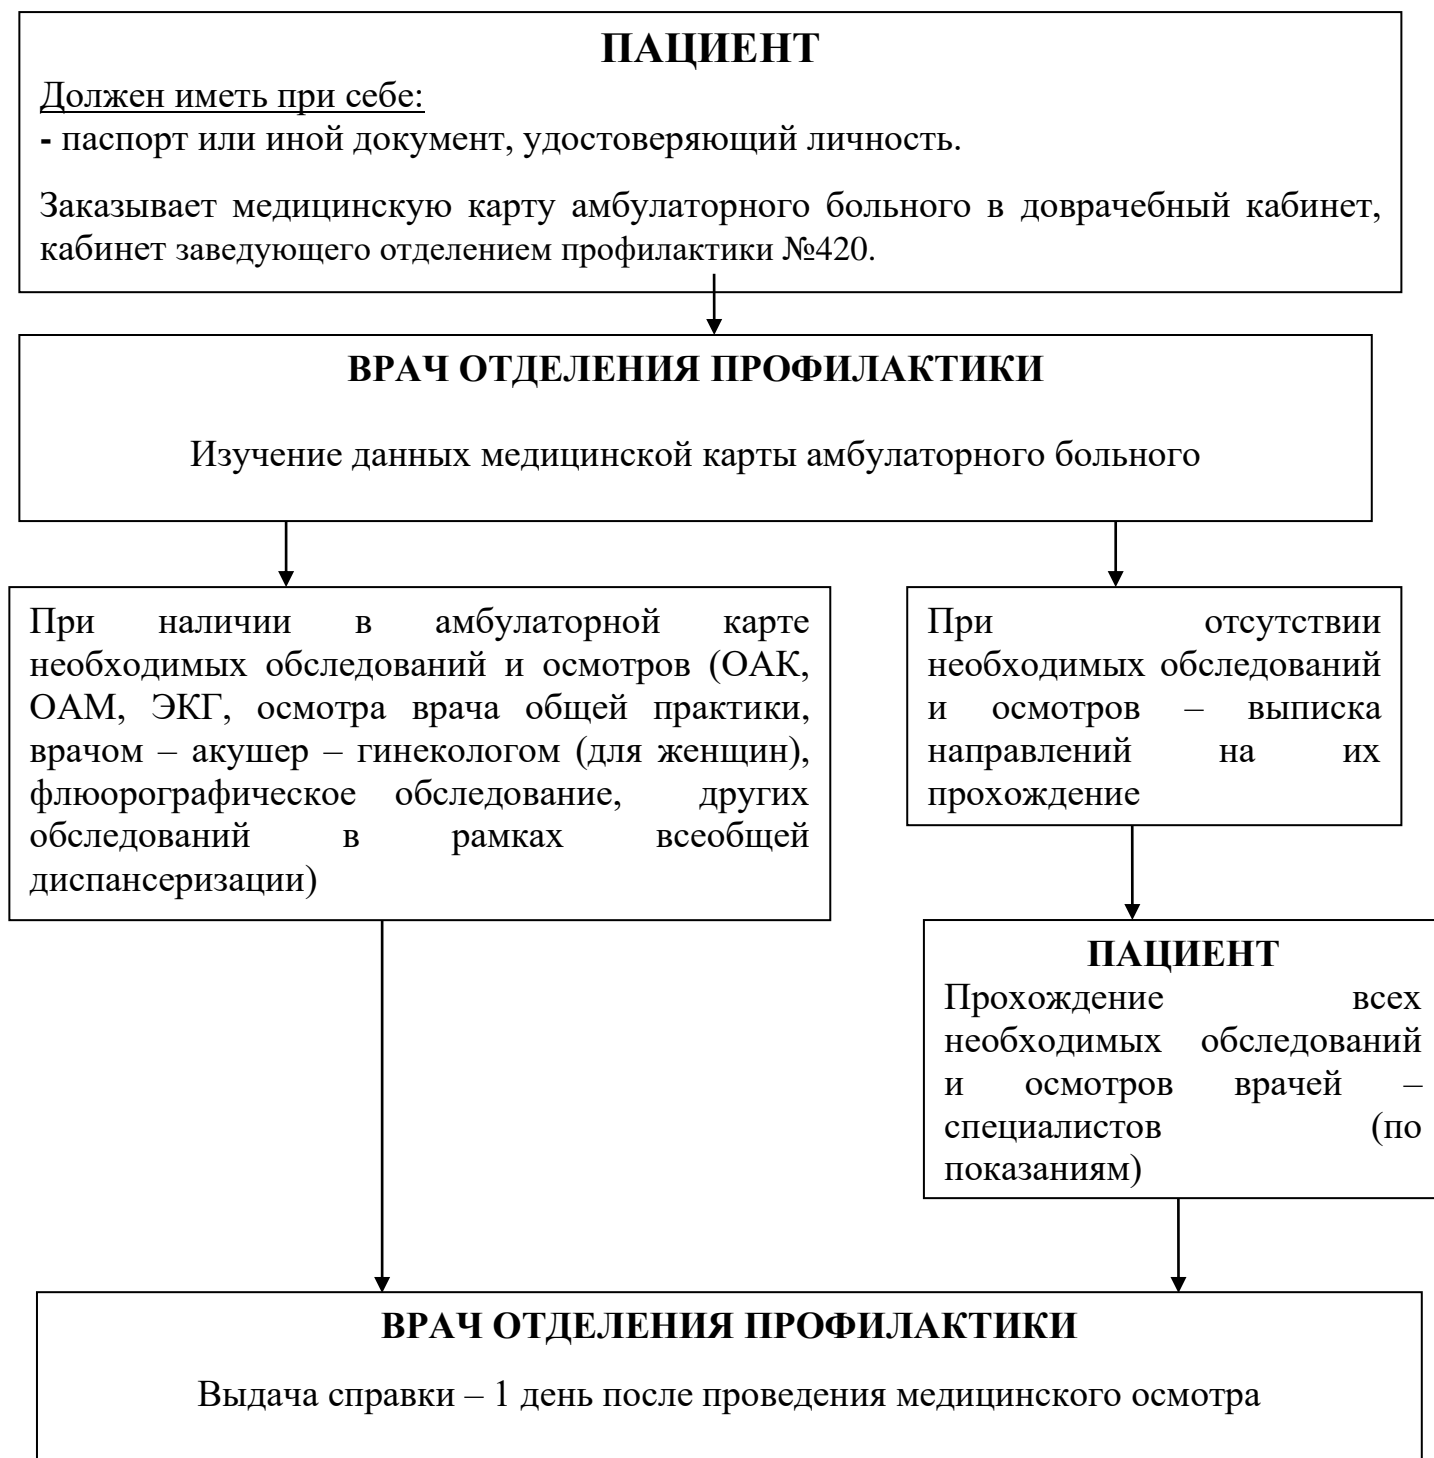 ПАЦИЕНТ
Должен иметь при себе:
- паспорт или иной документ, удостоверяющий личность.
Заказывает медицинскую карту амбулаторного больного в доврачебный кабинет,
кабинет заведующего отделением профилактики №420.
ВРАЧ ОТДЕЛЕНИЯ ПРОФИЛАКТИКИ
Изучение данных медицинской карты амбулаторного больного
При наличии в амбулаторной карте
необходимых обследований и осмотров (ОАК,
ОАМ, ЭКГ, осмотра врача общей практики,
врачом – акушер – гинекологом (для женщин),
флюорографическое обследование, других
обследований в рамках всеобщей
диспансеризации)
При отсутствии
необходимых обследований
и осмотров – выписка
направлений на их
прохождение
ПАЦИЕНТ
Прохождение всех
необходимых обследований
и осмотров врачей –
специалистов (по
показаниям)
ВРАЧ ОТДЕЛЕНИЯ ПРОФИЛАКТИКИ
Выдача справки – 1 день после проведения медицинского осмотра